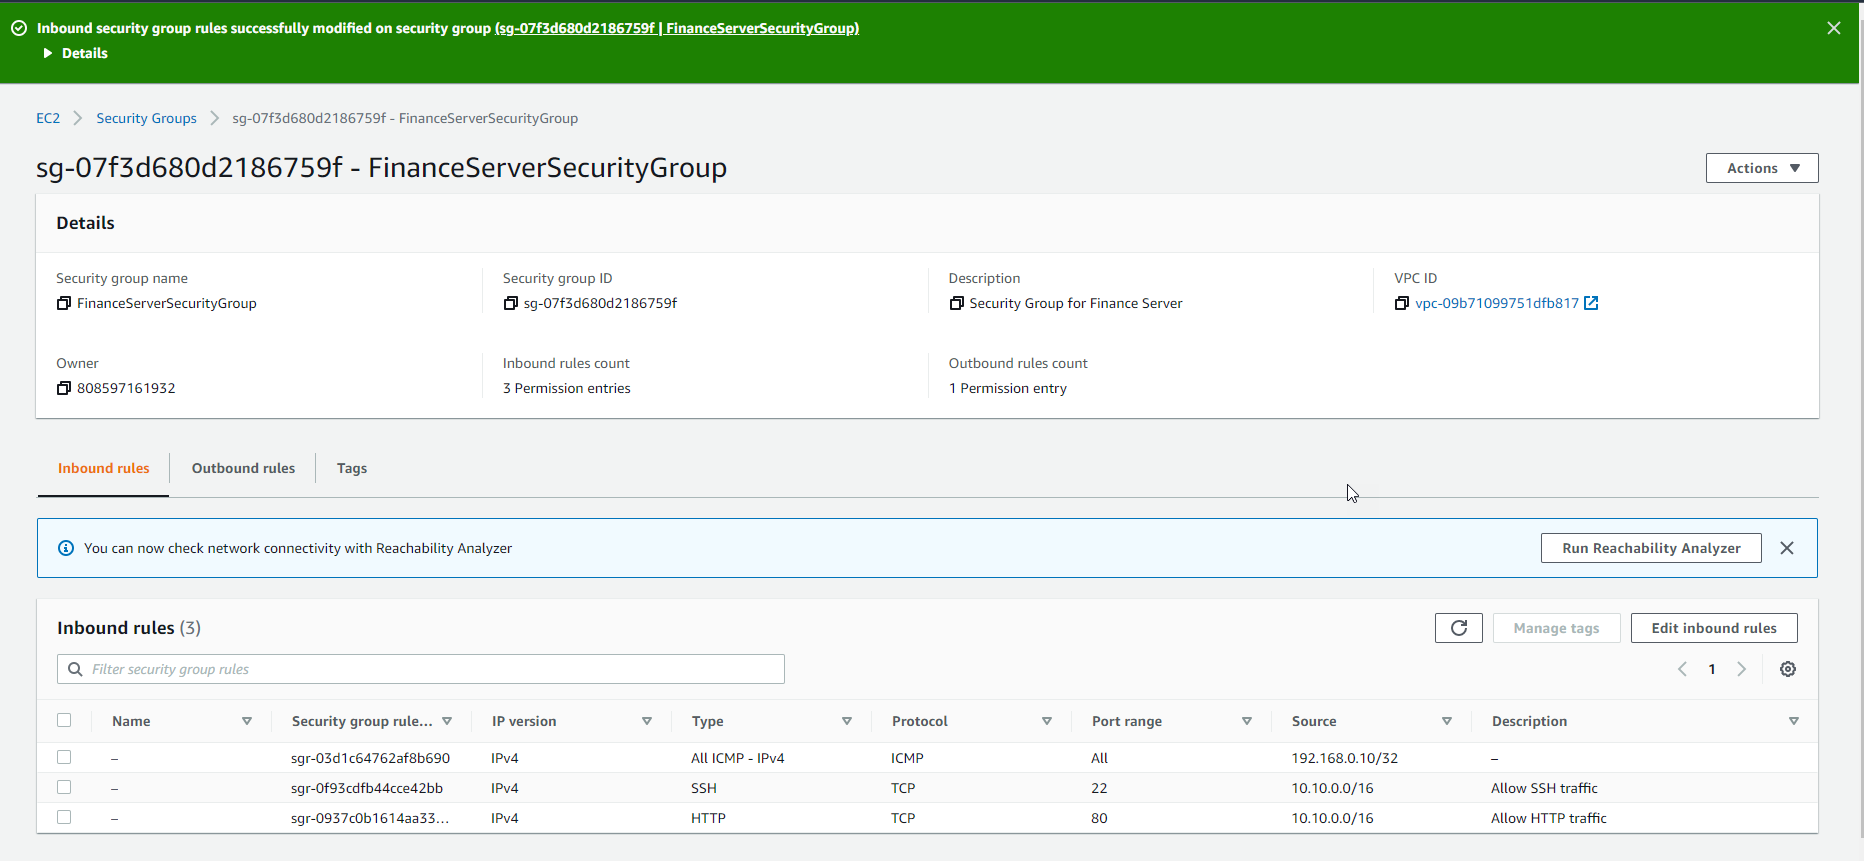 Inbound security group rules successfully modified on security group (sg-07f3d680d2186759f | FinanceServerSecurityGroup)
Details
EC2 Security Groups sg-07f3d680d2186759f - FinanceServerSecurityGroup
sg-07f3d680d2186759f - FinanceServerSecurityGroup Actions
Details
Security group name Security group ID Description VPC ID
FinanceServerSecurityGroup sg-07f3d680d2186759f Security Group for Finance Server vpc-09b71099751dfb817
Owner Inbound rules count Outbound rules count
808597161932 3 Permission entries 1 Permission entry
Inbound rules Outbound rules Tags
You can now check network connectivity with Reachability Analyzer Run Reachability Analyzer
Inbound rules (3) Manage tags Edit inbound rules
Filter security group rules 1
Name Security group rule... IP version Type Protocol Port range Source Description
– sgr-03d1c64762af8b690 IPv4 All ICMP - IPv4 ICMP All 192.168.0.10/32 –
– sgr-0f93cdfb44cce42bb IPv4 SSH TCP 22 10.10.0.0/16 Allow SSH traffic
– sgr-0937c0b1614aa33... IPv4 HTTP TCP 80 10.10.0.0/16 Allow HTTP traffic